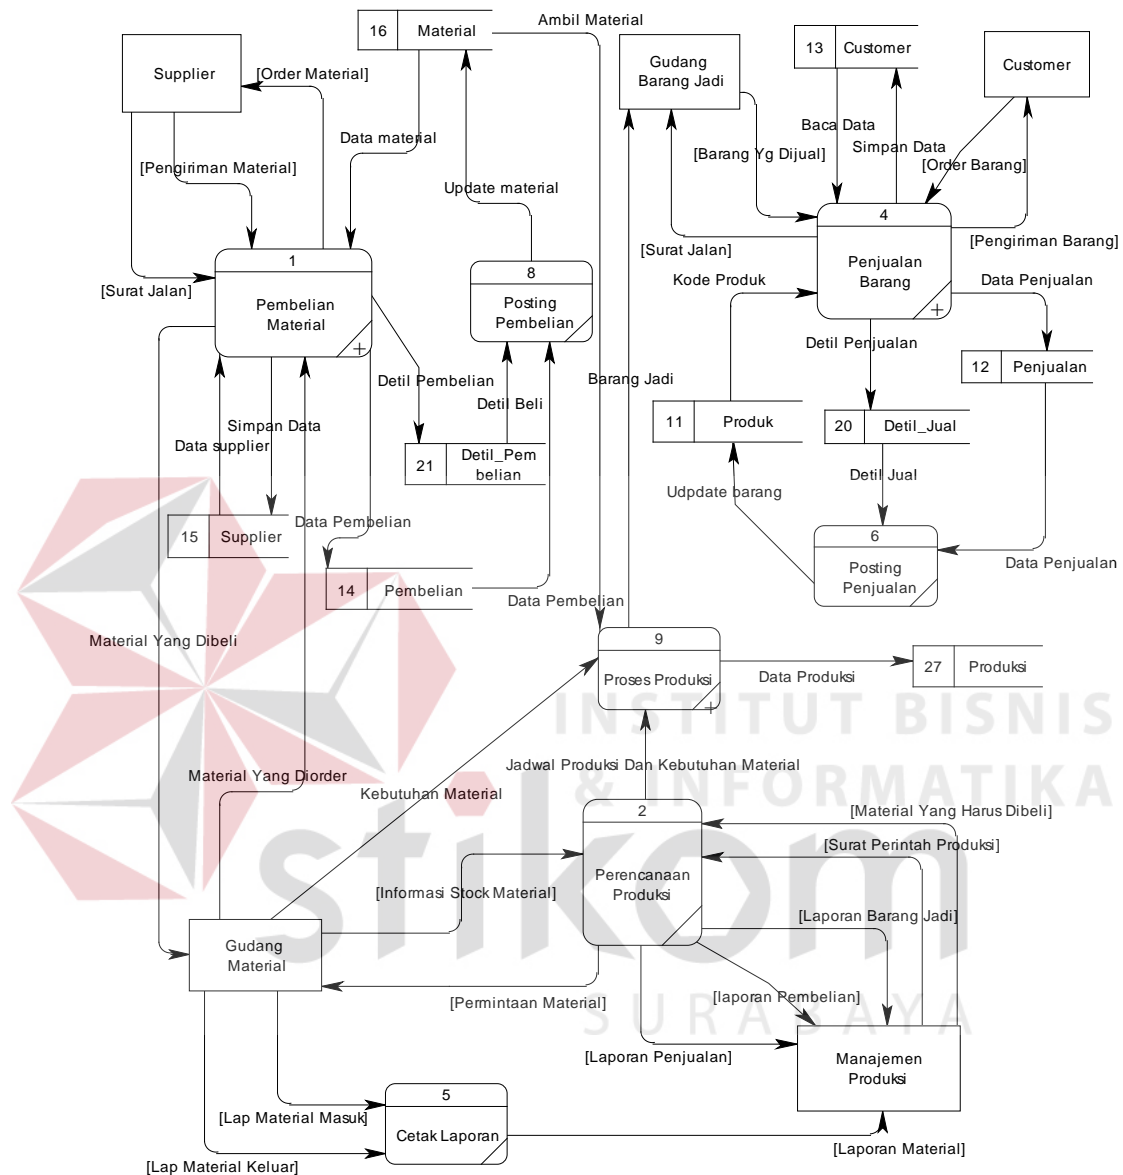 Ambil Material
16 Material
13 Customer
Supplier
[Order Material]
Gudang
Barang Jadi
Customer
Data material
Baca Data
Simpan Data
[Barang Yg Dijual]
[Order Barang]
[Pengiriman Material]
Update material
4
Penjualan
Barang
[Surat Jalan]
[Pengiriman Barang]
1
Pembelian
Material
8
Posting
Pembelian
[Surat Jalan]
Kode Produk
Data Penjualan
Detil Penjualan
12 Penjualan
Detil Pembelian
Barang Jadi
Detil Beli
Simpan Data
Data supplier
11 Produk
20 Detil_Jual
21 Detil_Pem
belian
Detil Jual
Udpdate barang
Data Pembelian
15 Supplier
6
Posting
Penjualan
Data Penjualan
14 Pembelian
Data Pembelian
Material Yang Dibeli
9
Proses Produksi
27 Produksi
Data Produksi
INSTITUT BISNIS
& INFORMATIKA
stikom
SURABAYA
Jadwal Produksi Dan Kebutuhan Material
Material Yang Diorder
Kebutuhan Material
2
Perencanaan
Produksi
[Material Yang Harus Dibeli]
[Surat Perintah Produksi]
[Informasi Stock Material]
[Laporan Barang Jadi]
Gudang
Material
[Permintaan Material]
[laporan Pembelian]
[Laporan Penjualan]
Manajemen
Produksi
5
Cetak Laporan
[Lap Material Masuk]
[Laporan Material]
[Lap Material Keluar]